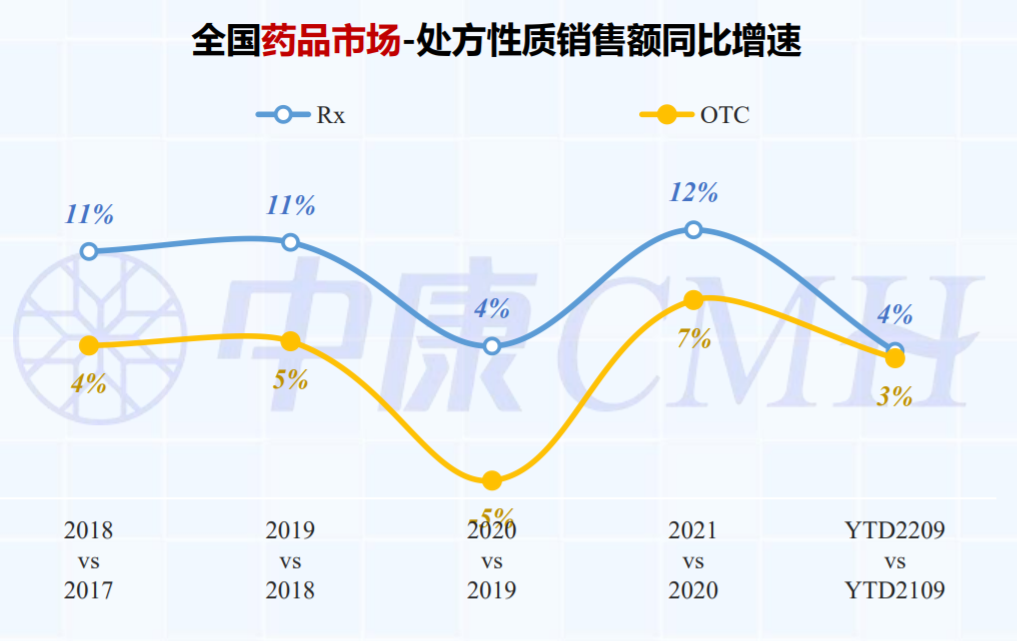 全国药品市场-处方性质销售额同比增速
Rx OTC
11% 11% 4% 12% 4%
4% 5% -5% 7% 3%
中康CMH
2018 2019 2020 2021 YTD2209
vs vs vs vs vs
2017 2018 2019 2020 YTD2109